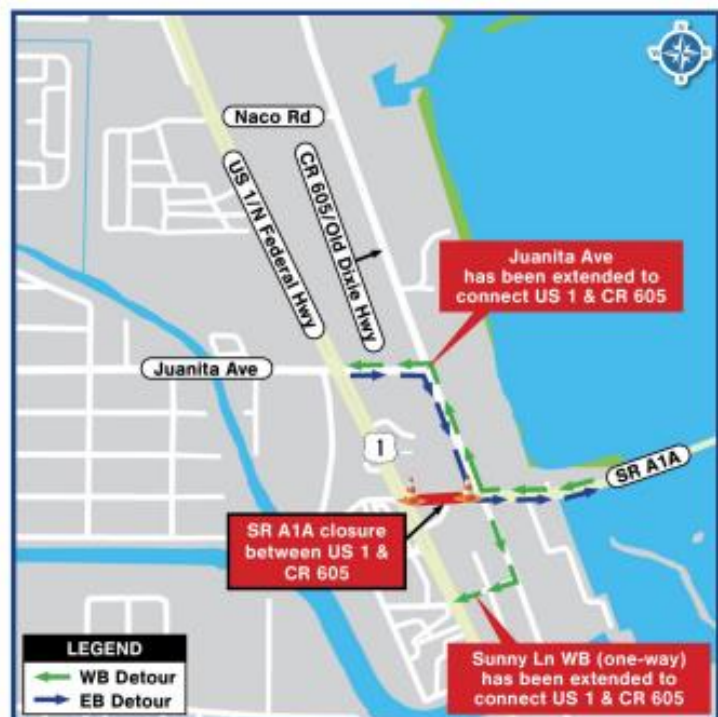 N
W
E
S
Naco Rd
US 1/N Federal Hwy
CR 605/Old Dixie Hwy
Juanita Ave
has been extended to
connect US 1 & CR 605
Juanita Ave
1
SR A1A
SR A1A closure
between US 1 &
CR 605
Sunny Ln WB (one-way)
has been extended to
connect US 1 & CR 605
LEGEND
WB Detour
EB Detour